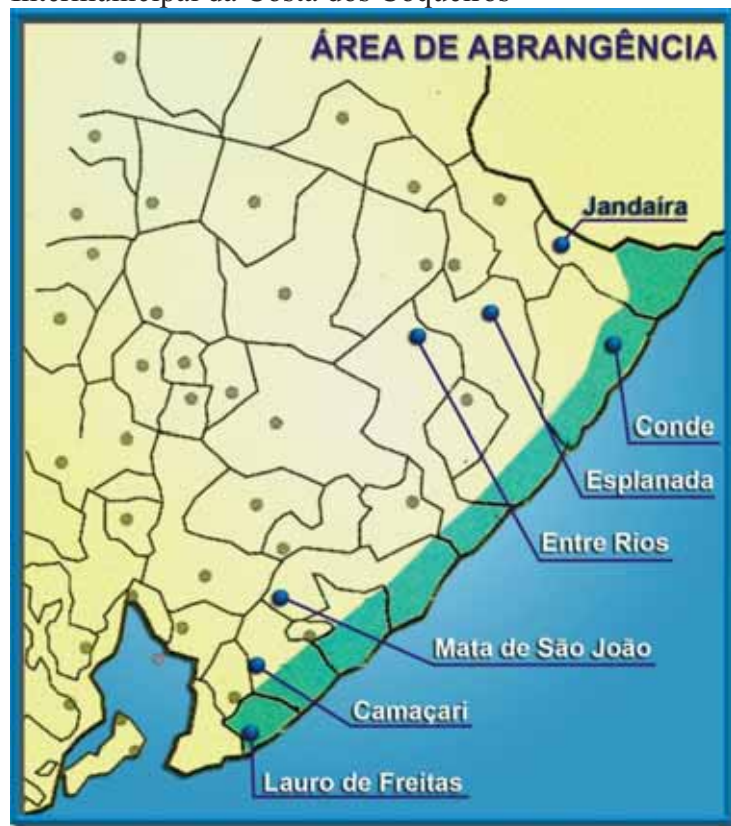 ÁREA DE ABRANGÊNCIA
Jandaíra
Conde
Esplanada
Entre Rios
Mata de São João
Camaçari
Lauro de Freitas